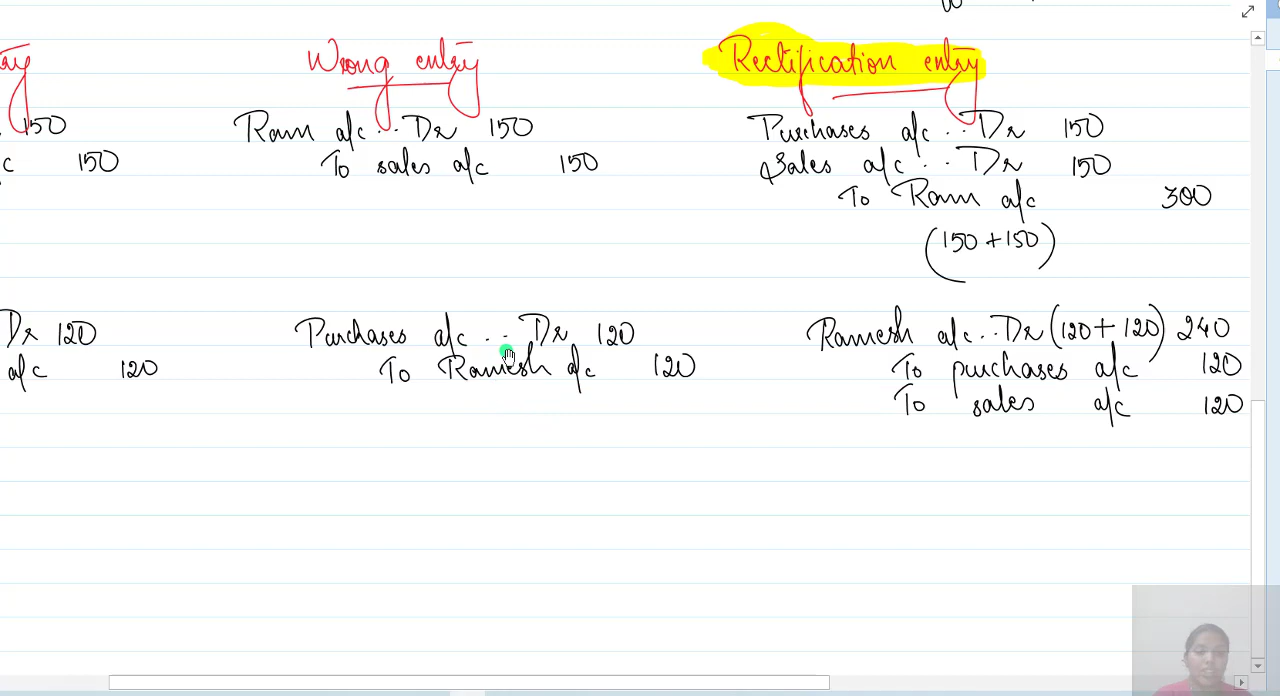 Wrong entry
Rectification entry
150
150
Ram a/c .. Dr 150
To sales a/c 150
Purchases a/c .. Dr 150
Sales a/c .. Dr 150
To Ram a/c 300
(150 + 150)
Dr 120
a/c 120
Purchases a/c .. Dr 120
To Ramesh a/c 120
Ramesh a/c .. Dr (120 + 120) 240
To purchases a/c 120
To sales a/c 120